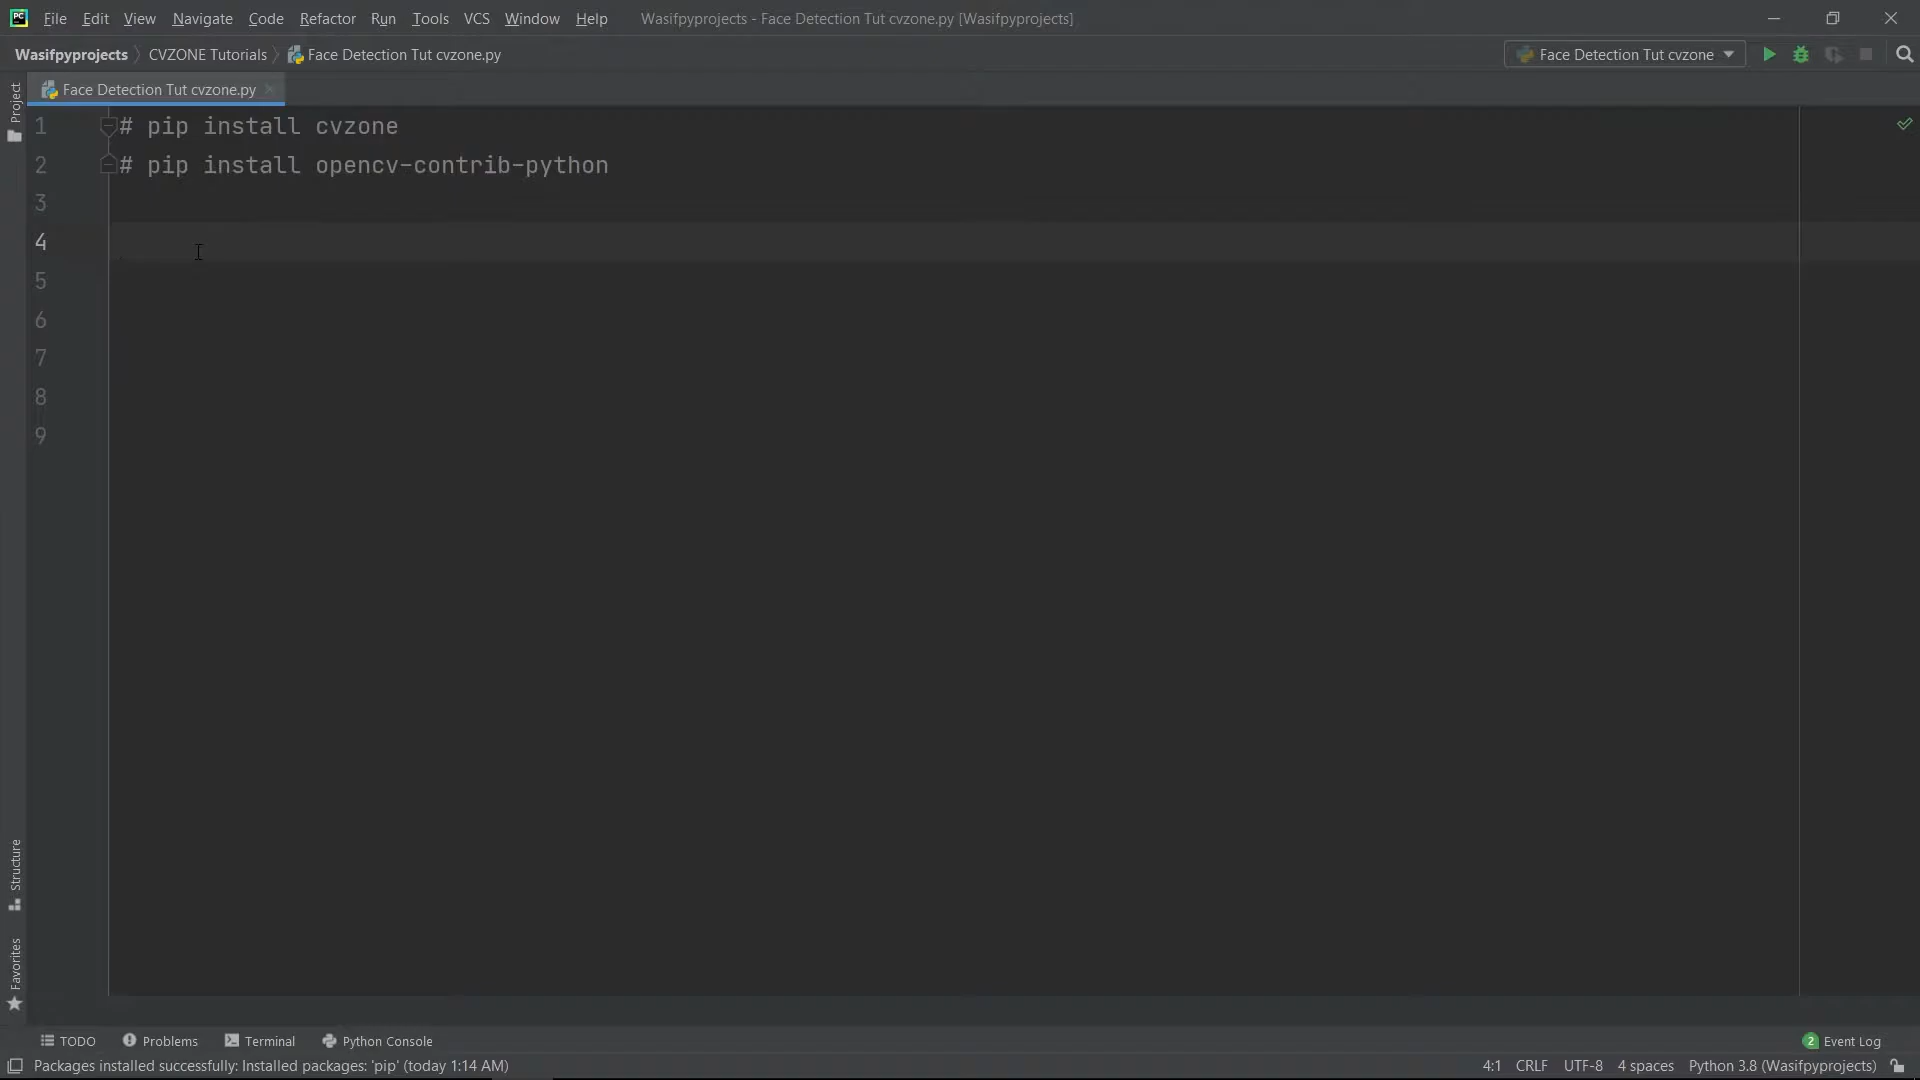 PC File Edit View Navigate Code Refactor Run Tools VCS Window Help Wasifpyprojects - Face Detection Tut cvzone.py [Wasifpyprojects]
Wasifpyprojects CVZONE Tutorials Face Detection Tut cvzone.py Face Detection Tut cvzone
Project
Face Detection Tut cvzone.py
1 # pip install cvzone
2 # pip install opencv-contrib-python
3
4
5
6
7
8
9
Structure
Favorites
TODO Problems Terminal Python Console 2 Event Log
Packages installed successfully: Installed packages: 'pip' (today 1:14 AM) 4:1 CRLF UTF-8 4 spaces Python 3.8 (Wasifpyprojects)